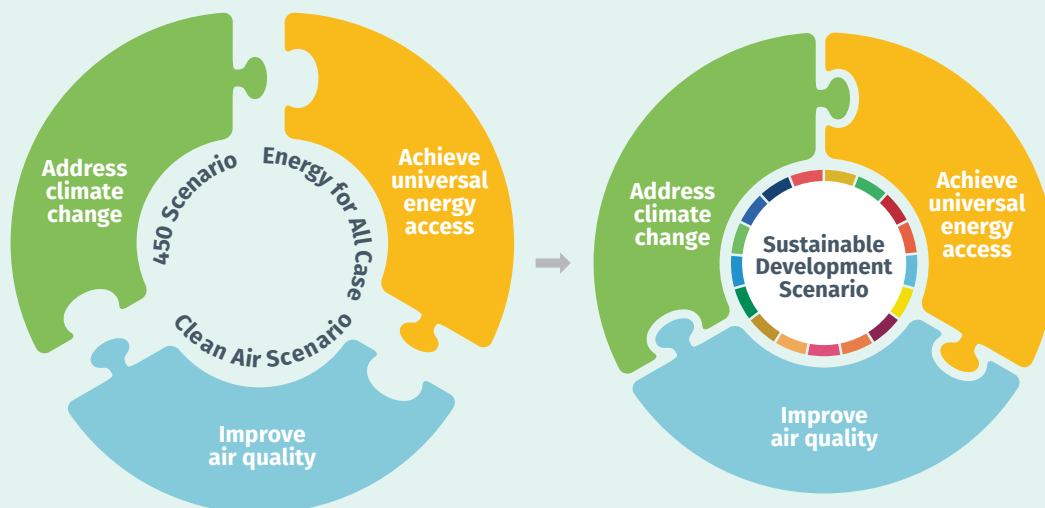 Address
climate
change
450 Scenario
Energy for All Case
Clean Air Scenario
Achieve
universal
energy
access
Improve
air quality
Address
climate
change
Sustainable
Development
Scenario
Achieve
universal
energy
access
Improve
air quality